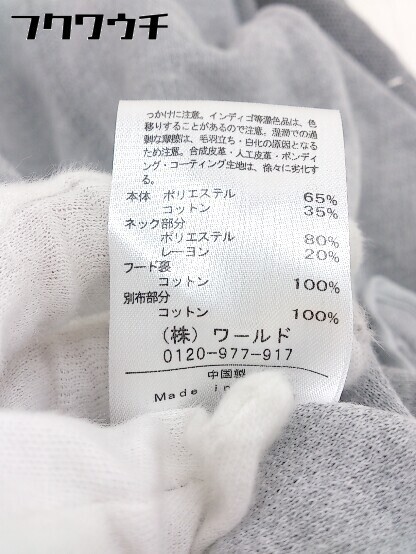 フクワウチ
っかけに注意。インディゴ等濃色品は、色
移りすることがあるので注意。湿潤での過
剰な摩擦は、毛羽立ち・白化の原因となる
ため注意。合成皮革・人工皮革・ボンディ
ング・コーティング生地は、徐々に劣化す
る。
本体 ポリエステル 65%
コットン 35%
ネック部分
ポリエステル 80%
レーヨン 20%
フード裏
コットン 100%
別布部分
コットン 100%
(株) ワールド
0120-977-917
中国製
Made in